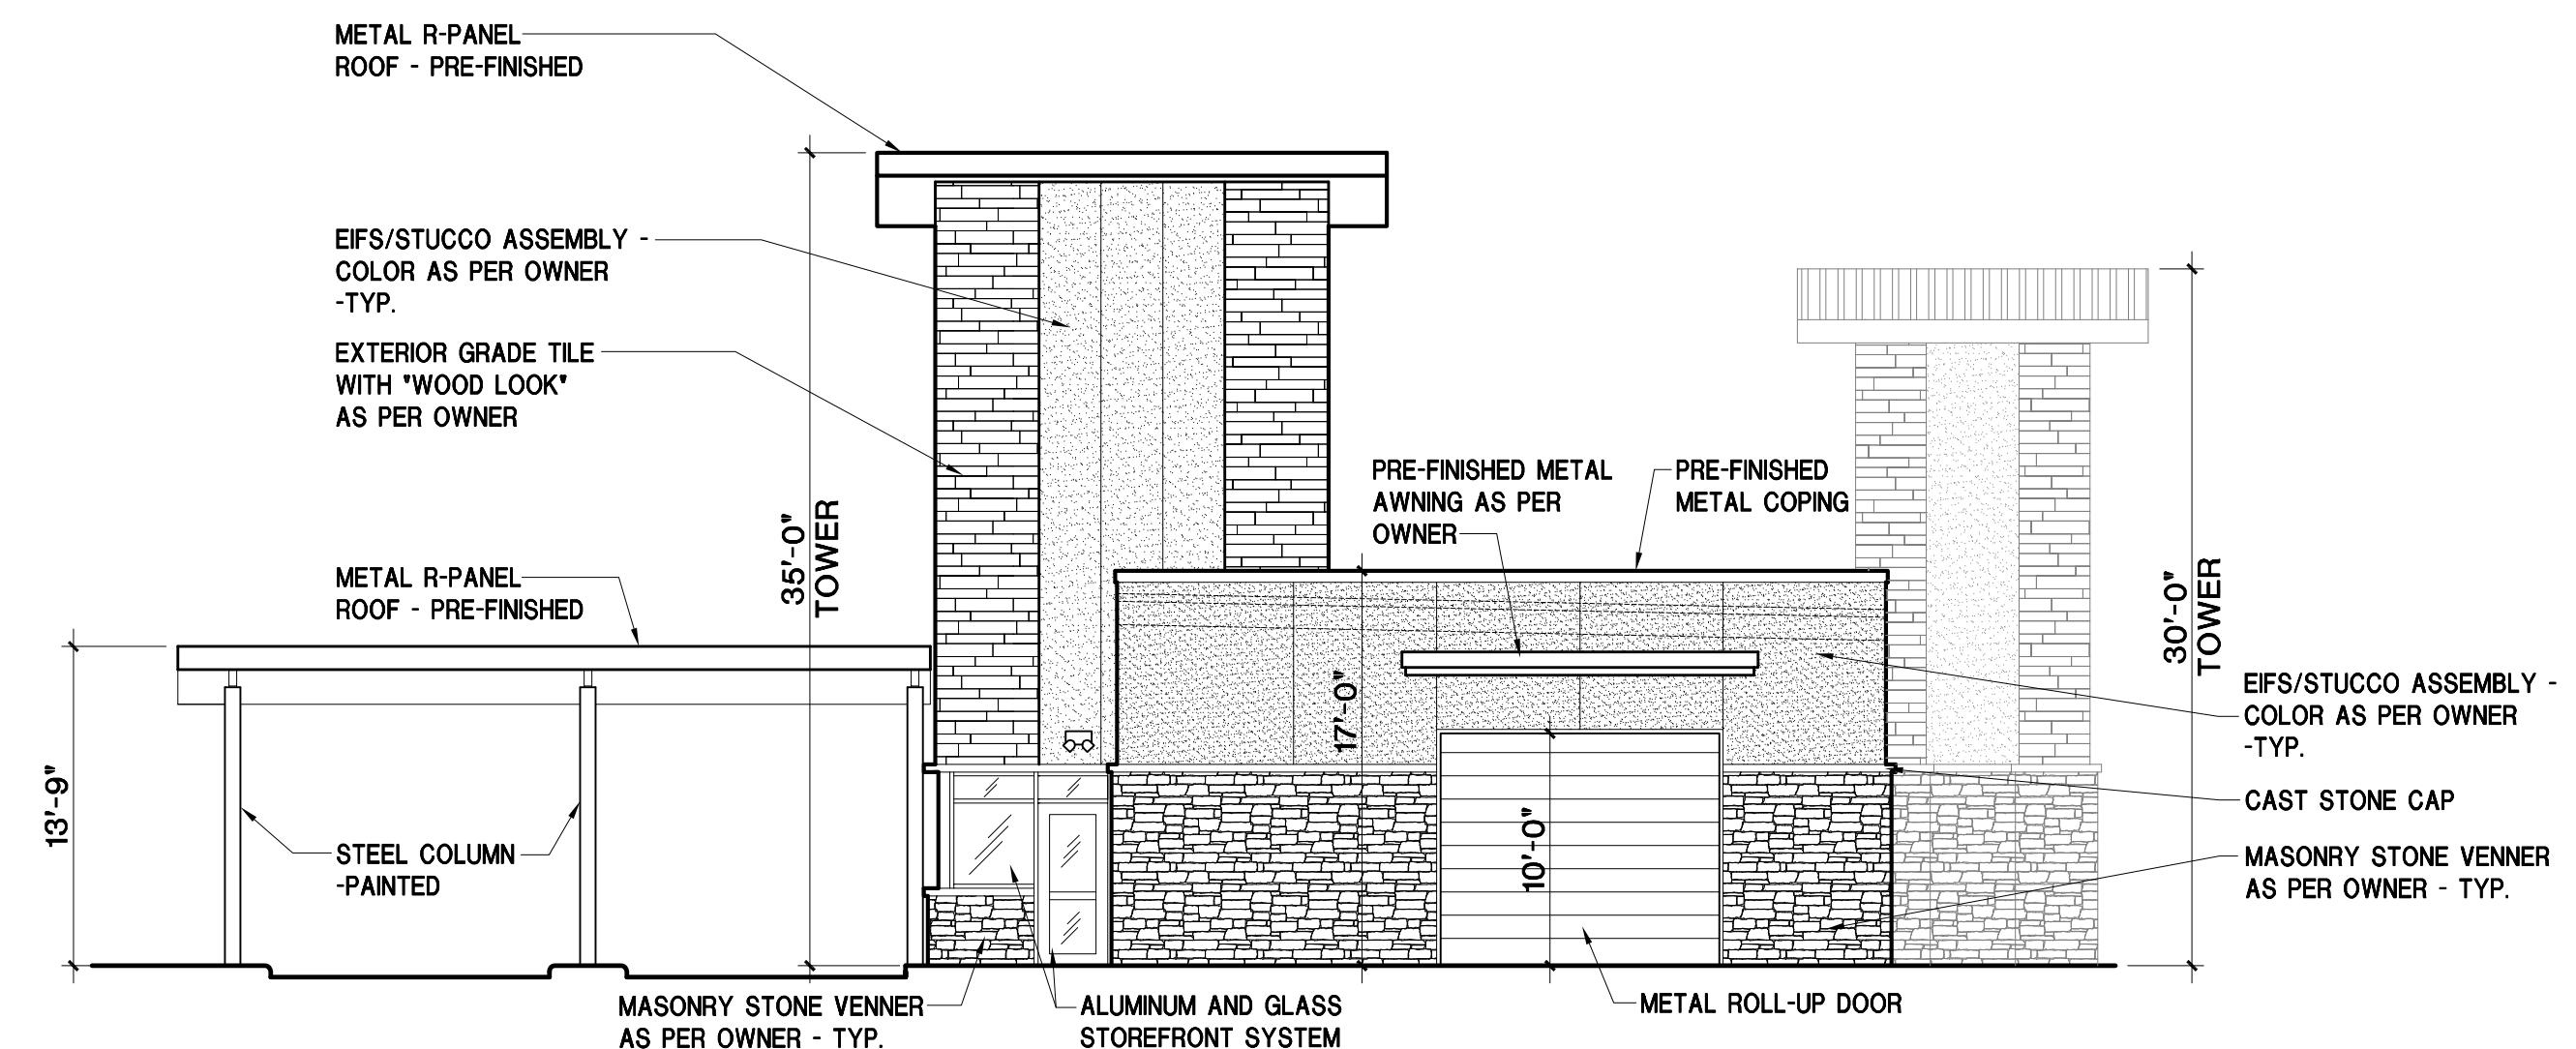 METAL R-PANEL
ROOF - PRE-FINISHED
EIFS/STUCCO ASSEMBLY -
COLOR AS PER OWNER
-TYP.
EXTERIOR GRADE TILE
WITH "WOOD LOOK"
AS PER OWNER
35'-0"
TOWER
PRE-FINISHED METAL
AWNING AS PER
OWNER
PRE-FINISHED
METAL COPING
30'-0"
TOWER
METAL R-PANEL
ROOF - PRE-FINISHED
13'-9"
17'-0"
10'-0"
EIFS/STUCCO ASSEMBLY -
COLOR AS PER OWNER
-TYP.
CAST STONE CAP
MASONRY STONE VENNER
AS PER OWNER - TYP.
STEEL COLUMN
-PAINTED
MASONRY STONE VENNER
AS PER OWNER - TYP.
ALUMINUM AND GLASS
STOREFRONT SYSTEM
METAL ROLL-UP DOOR